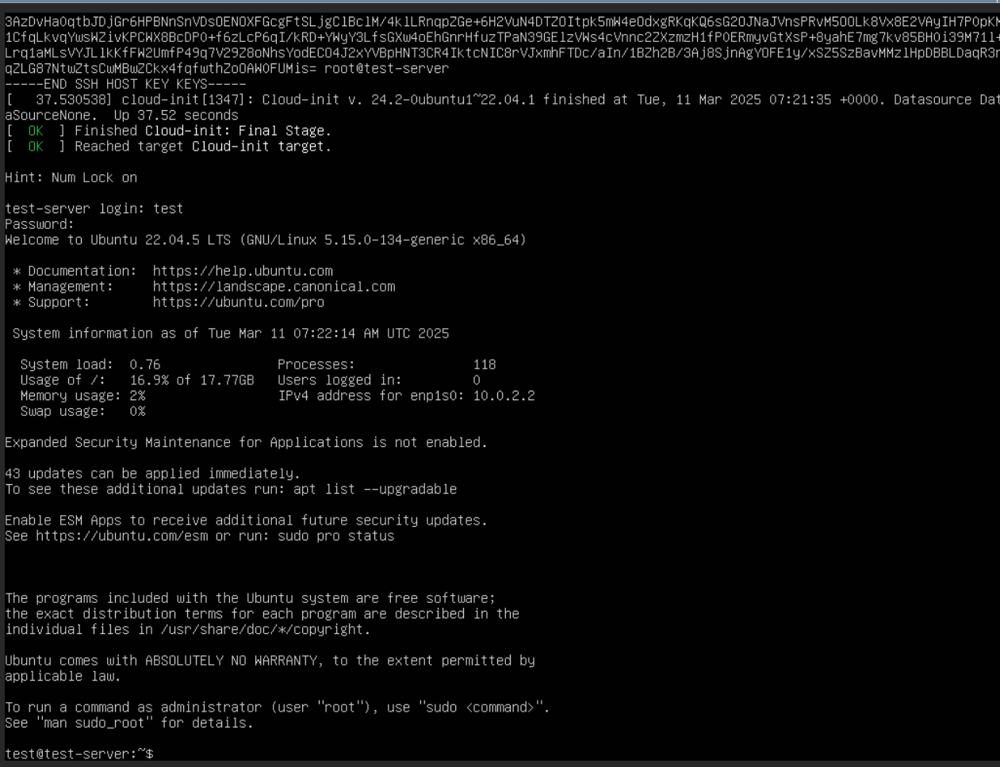 3AzDvHaOqtbJDjGr6HPBNnSnVDsOENOXFGcgFtSLjgClBclM/4klLRnqpZGe+6H2VuN4DTZOItpk5mW4eOdxgRKqKQ6sG2OJNaJVnsPRvM5OOLk8Vx8E2VAyIH7POpKM
1CfqLkvqYwsWZivKPCWX8BcDPO+f6zLcP6qI/kRD+YWyY3LfsGXw4oEhGnrHfuzTPaN39GElzVWs4cVnnc2ZXzmzH1fPOERmyvGtXsP+8yahE7mg7kv85BHOi39M71l+
Lrq1aMLsVYJLlkKfFW2UmfP49q7V29Z8oNhsYodECO4J2xYVBpHNT3CR4IktcNIC8rVJxmhFTDc/aIn/1BZh2B/3Aj8SjnAgYOFE1y/xSZ5SzBavMMzlHpDBBLDaqR3r
qZLG87NtwZtsCwMBwZCkx4fqfwthZoOAWOFUMis= root@test-server
-----END SSH HOST KEY KEYS-----
[   37.530538] cloud-init[1347]: Cloud-init v. 24.2-0ubuntu1~22.04.1 finished at Tue, 11 Mar 2025 07:21:35 +0000. Datasource Dat
aSourceNone.  Up 37.52 seconds
[  OK  ] Finished Cloud-init: Final Stage.
[  OK  ] Reached target Cloud-init target.
Hint: Num Lock on
test-server login: test
Password:
Welcome to Ubuntu 22.04.5 LTS (GNU/Linux 5.15.0-134-generic x86_64)
* Documentation:  https://help.ubuntu.com
* Management:     https://landscape.canonical.com
* Support:        https://ubuntu.com/pro
System information as of Tue Mar 11 07:22:14 AM UTC 2025
System load:  0.76               Processes:               118
Usage of /:   16.9% of 17.77GB   Users logged in:         0
Memory usage: 2%                 IPv4 address for enp1s0: 10.0.2.2
Swap usage:   0%
Expanded Security Maintenance for Applications is not enabled.
43 updates can be applied immediately.
To see these additional updates run: apt list --upgradable
Enable ESM Apps to receive additional future security updates.
See https://ubuntu.com/esm or run: sudo pro status
The programs included with the Ubuntu system are free software;
the exact distribution terms for each program are described in the
individual files in /usr/share/doc/*/copyright.
Ubuntu comes with ABSOLUTELY NO WARRANTY, to the extent permitted by
applicable law.
To run a command as administrator (user "root"), use "sudo <command>".
See "man sudo_root" for details.
test@test-server:~$